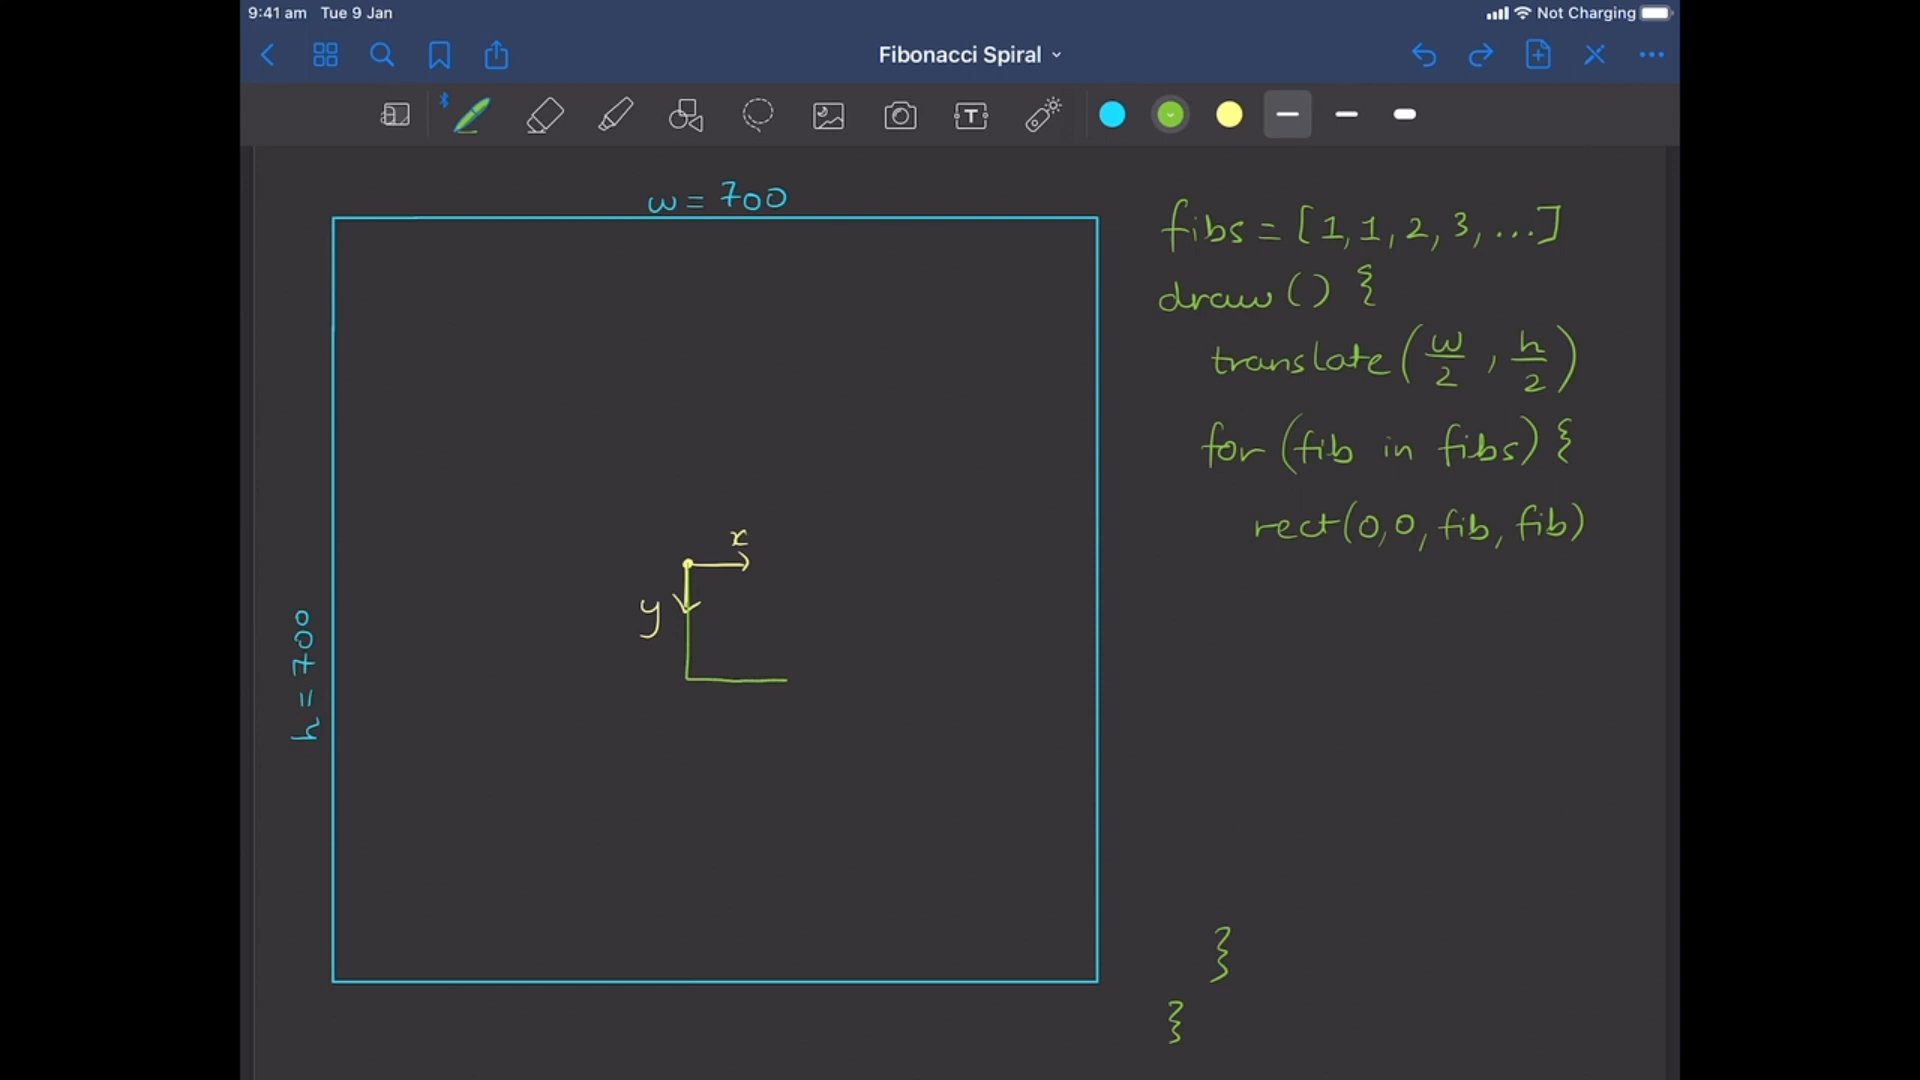 9:41 am Tue 9 Jan
Not Charging
Fibonacci Spiral
T
w = 700
h = 700
x
y
fibs = [1, 1, 2, 3, ...]
draw () {
translate (w/2, h/2)
for (fib in fibs) {
rect(0,0, fib, fib)
}
}